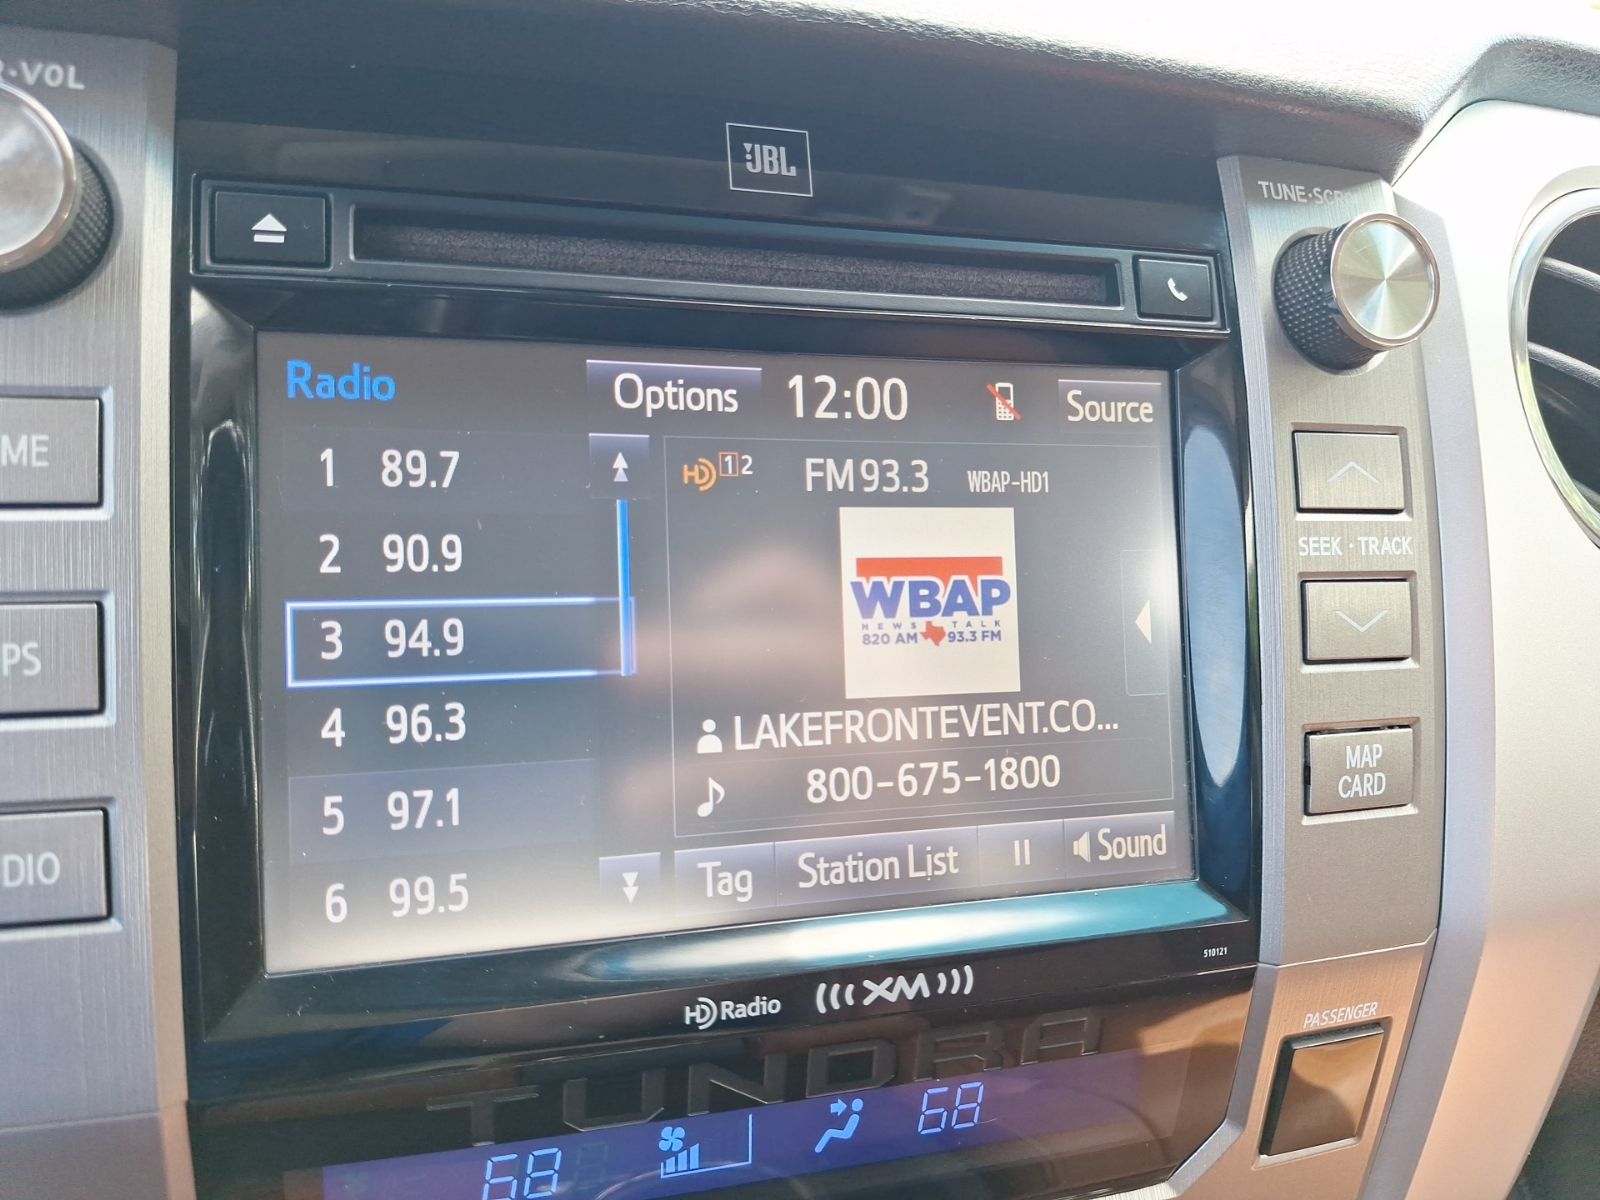 VOL
JBL
TUNE·SCROLL
Radio
Options
12:00
Source
1 89.7
2 90.9
3 94.9
4 96.3
5 97.1
6 99.5
HD 1 2
FM 93.3
WBAP-HD1
WBAP
NEWS TALK
820 AM 93.3 FM
LAKEFRONTEVENT.CO...
800-675-1800
Tag
Station List
Sound
SEEK·TRACK
MAP
CARD
ME
PS
DIO
510121
HD Radio
(((XM)))
PASSENGER
TUNDRA
68
68